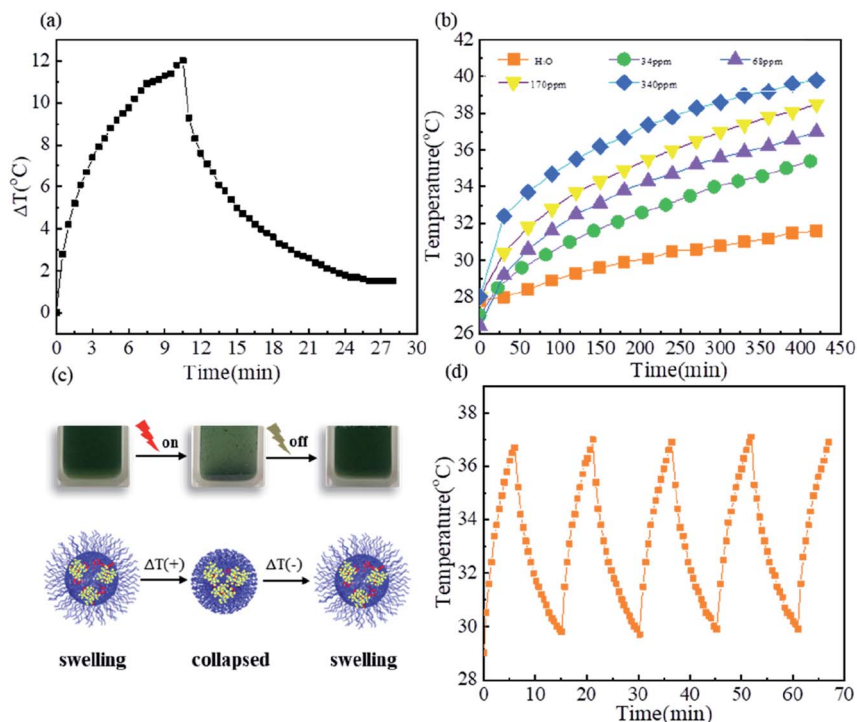 (a)
ΔT(°C)
12
10
8
6
4
2
0
0 3 6 9 12 15 18 21 24 27 30
Time(min)
(b)
Temperature(°C)
42
40
38
36
34
32
30
28
26
H₂O 34ppm 68ppm
170ppm 340ppm
0 50 100 150 200 250 300 350 400 450
Time(min)
(c)
on off
ΔT(+) ΔT(-)
swelling collapsed swelling
(d)
Temperature(°C)
38
36
34
32
30
28
0 10 20 30 40 50 60 70
Time(min)